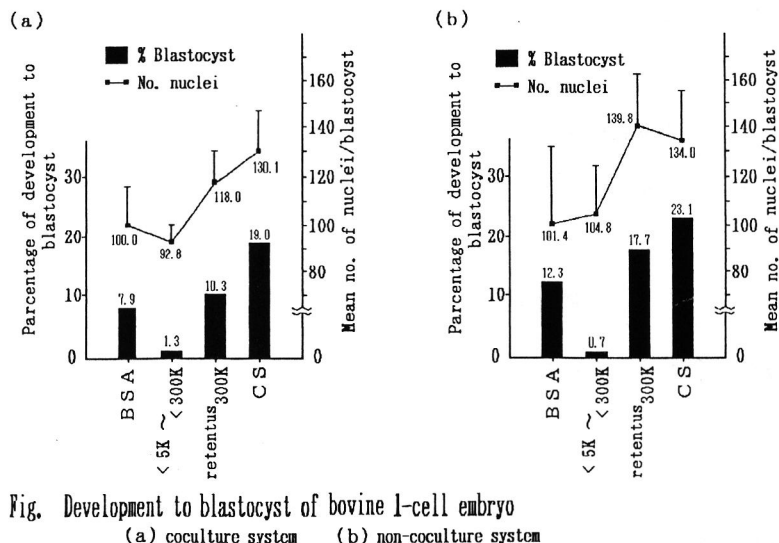 (a)
% Blastocyst
No. nuclei
Parcentage of development to
blastocyst
30
20
10
0
Mean no. of nuclei/blastocyst
160
140
120
100
80
0
100.0
92.8
118.0
130.1
7.9
1.3
10.3
19.0
BSA
< 5K ~
< 300K
retentus 300K
CS
(b)
% Blastocyst
No. nuclei
Percentage of development to
blastocyst
30
20
10
0
Mean no. of nuclei/blastocyst
160
140
120
100
80
0
101.4
104.8
139.8
134.0
12.3
0.7
17.7
23.1
BSA
< 5K ~
< 300K
retentus 300K
CS
Fig. Development to blastocyst of bovine 1-cell embryo
(a) coculture system (b) non-coculture system